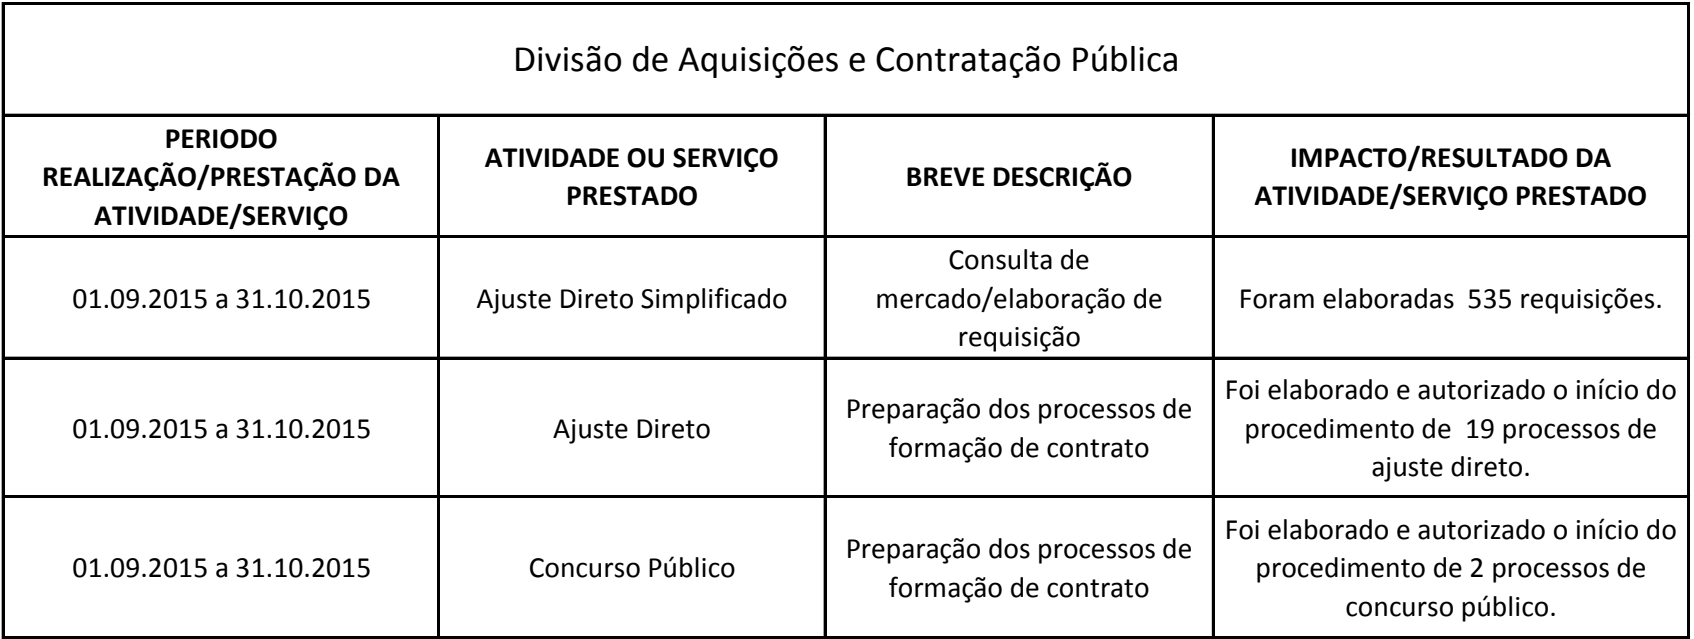 Divisão de Aquisições e Contratação Pública
PERIODO
REALIZAÇÃO/PRESTAÇÃO DA
ATIVIDADE/SERVIÇO
ATIVIDADE OU SERVIÇO
PRESTADO
BREVE DESCRIÇÃO
IMPACTO/RESULTADO DA
ATIVIDADE/SERVIÇO PRESTADO
01.09.2015 a 31.10.2015
Ajuste Direto Simplificado
Consulta de
mercado/elaboração de
requisição
Foram elaboradas  535 requisições.
01.09.2015 a 31.10.2015
Ajuste Direto
Preparação dos processos de
formação de contrato
Foi elaborado e autorizado o início do
procedimento de  19 processos de
ajuste direto.
01.09.2015 a 31.10.2015
Concurso Público
Preparação dos processos de
formação de contrato
Foi elaborado e autorizado o início do
procedimento de 2 processos de
concurso público.